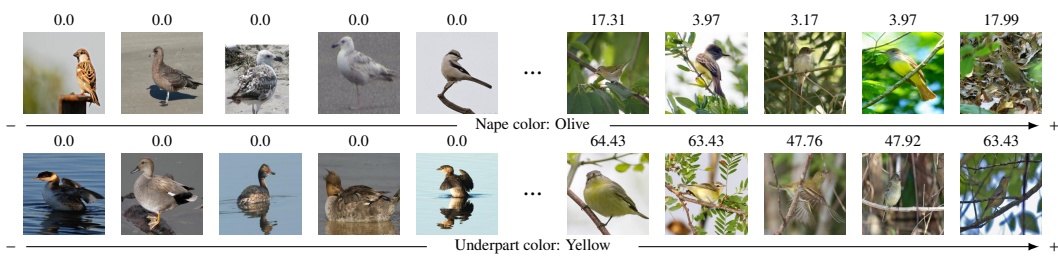 0.0 0.0 0.0 0.0 0.0 17.31 3.97 3.17 3.97 17.99
...
− Nape color: Olive +
0.0 0.0 0.0 0.0 0.0 64.43 63.43 47.76 47.92 63.43
...
− Underpart color: Yellow +